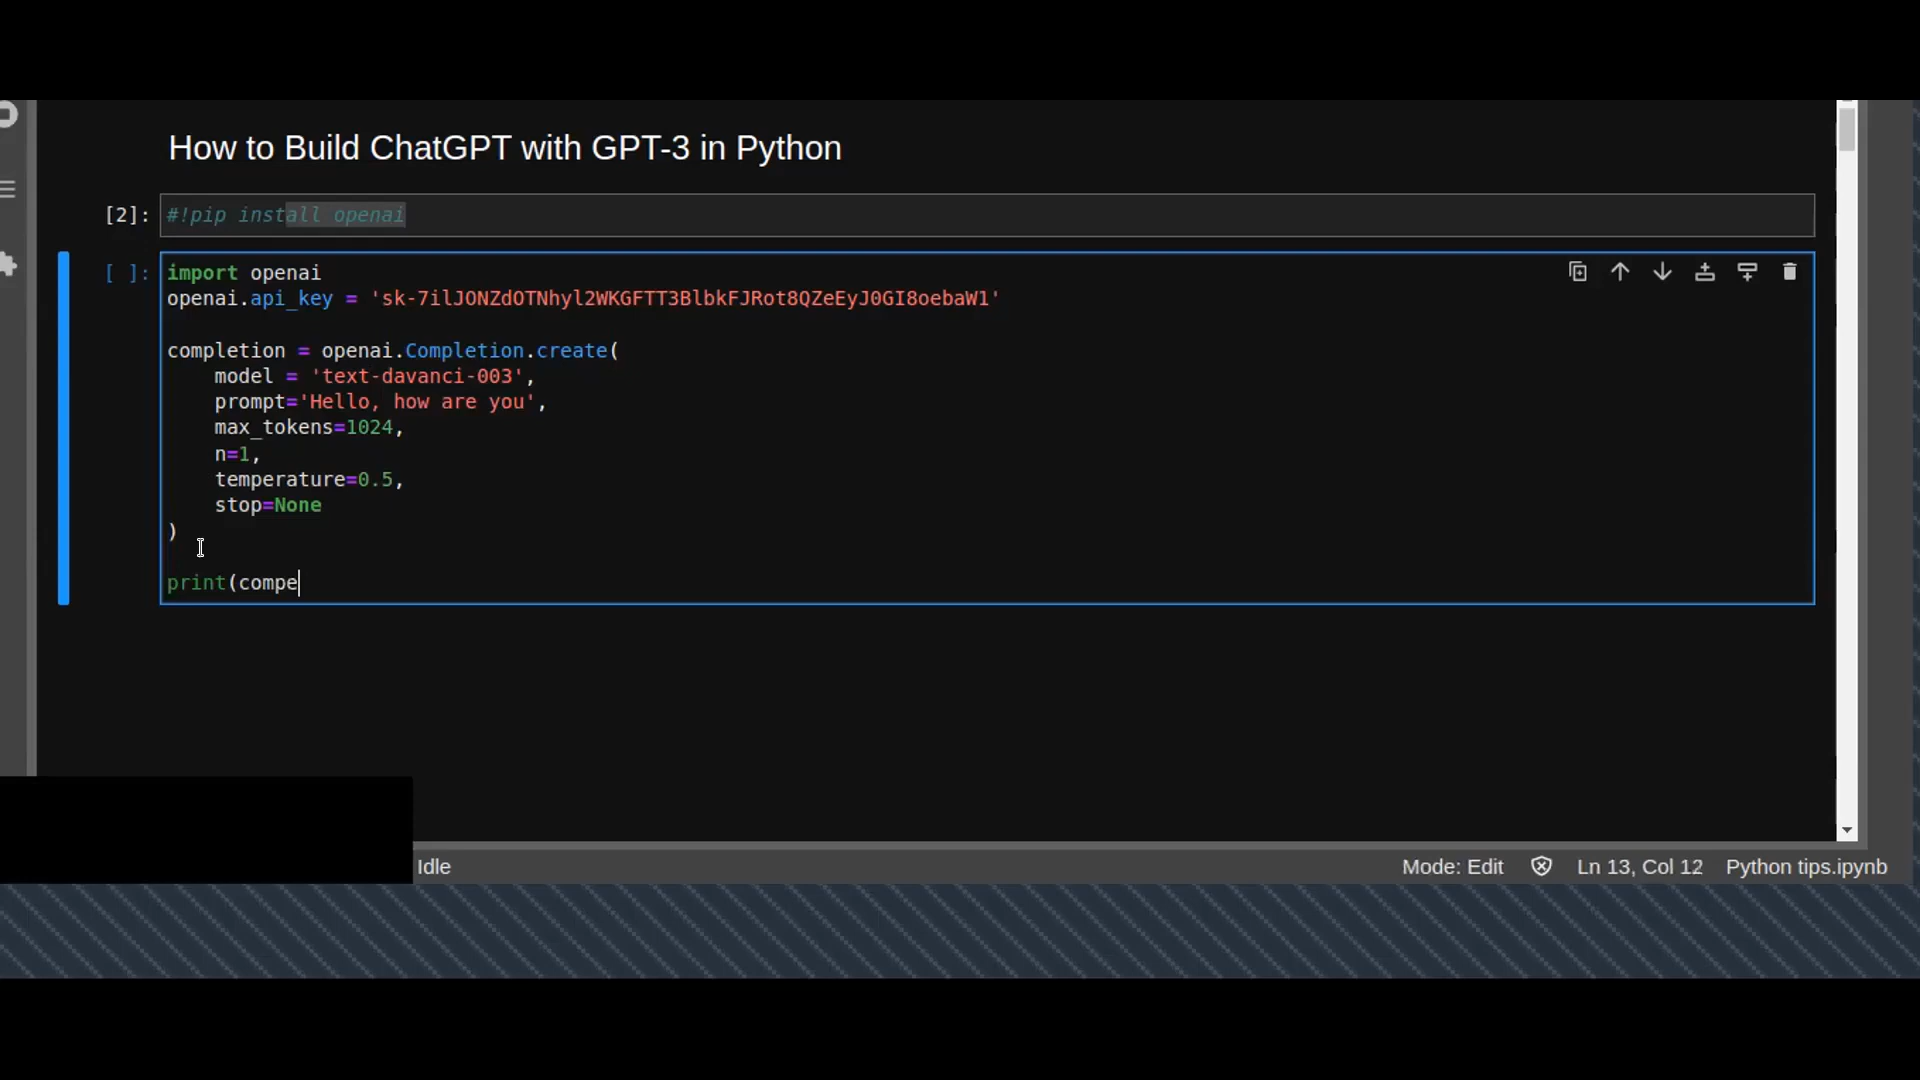 How to Build ChatGPT with GPT-3 in Python
[2]: #!pip install openai
[ ]: import openai
openai.api_key = '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'
completion = openai.Completion.create(
    model = 'text-davanci-003',
    prompt='Hello, how are you',
    max_tokens=1024,
    n=1,
    temperature=0.5,
    stop=None
)
print(compe
Idle
Mode: Edit Ln 13, Col 12 Python tips.ipynb